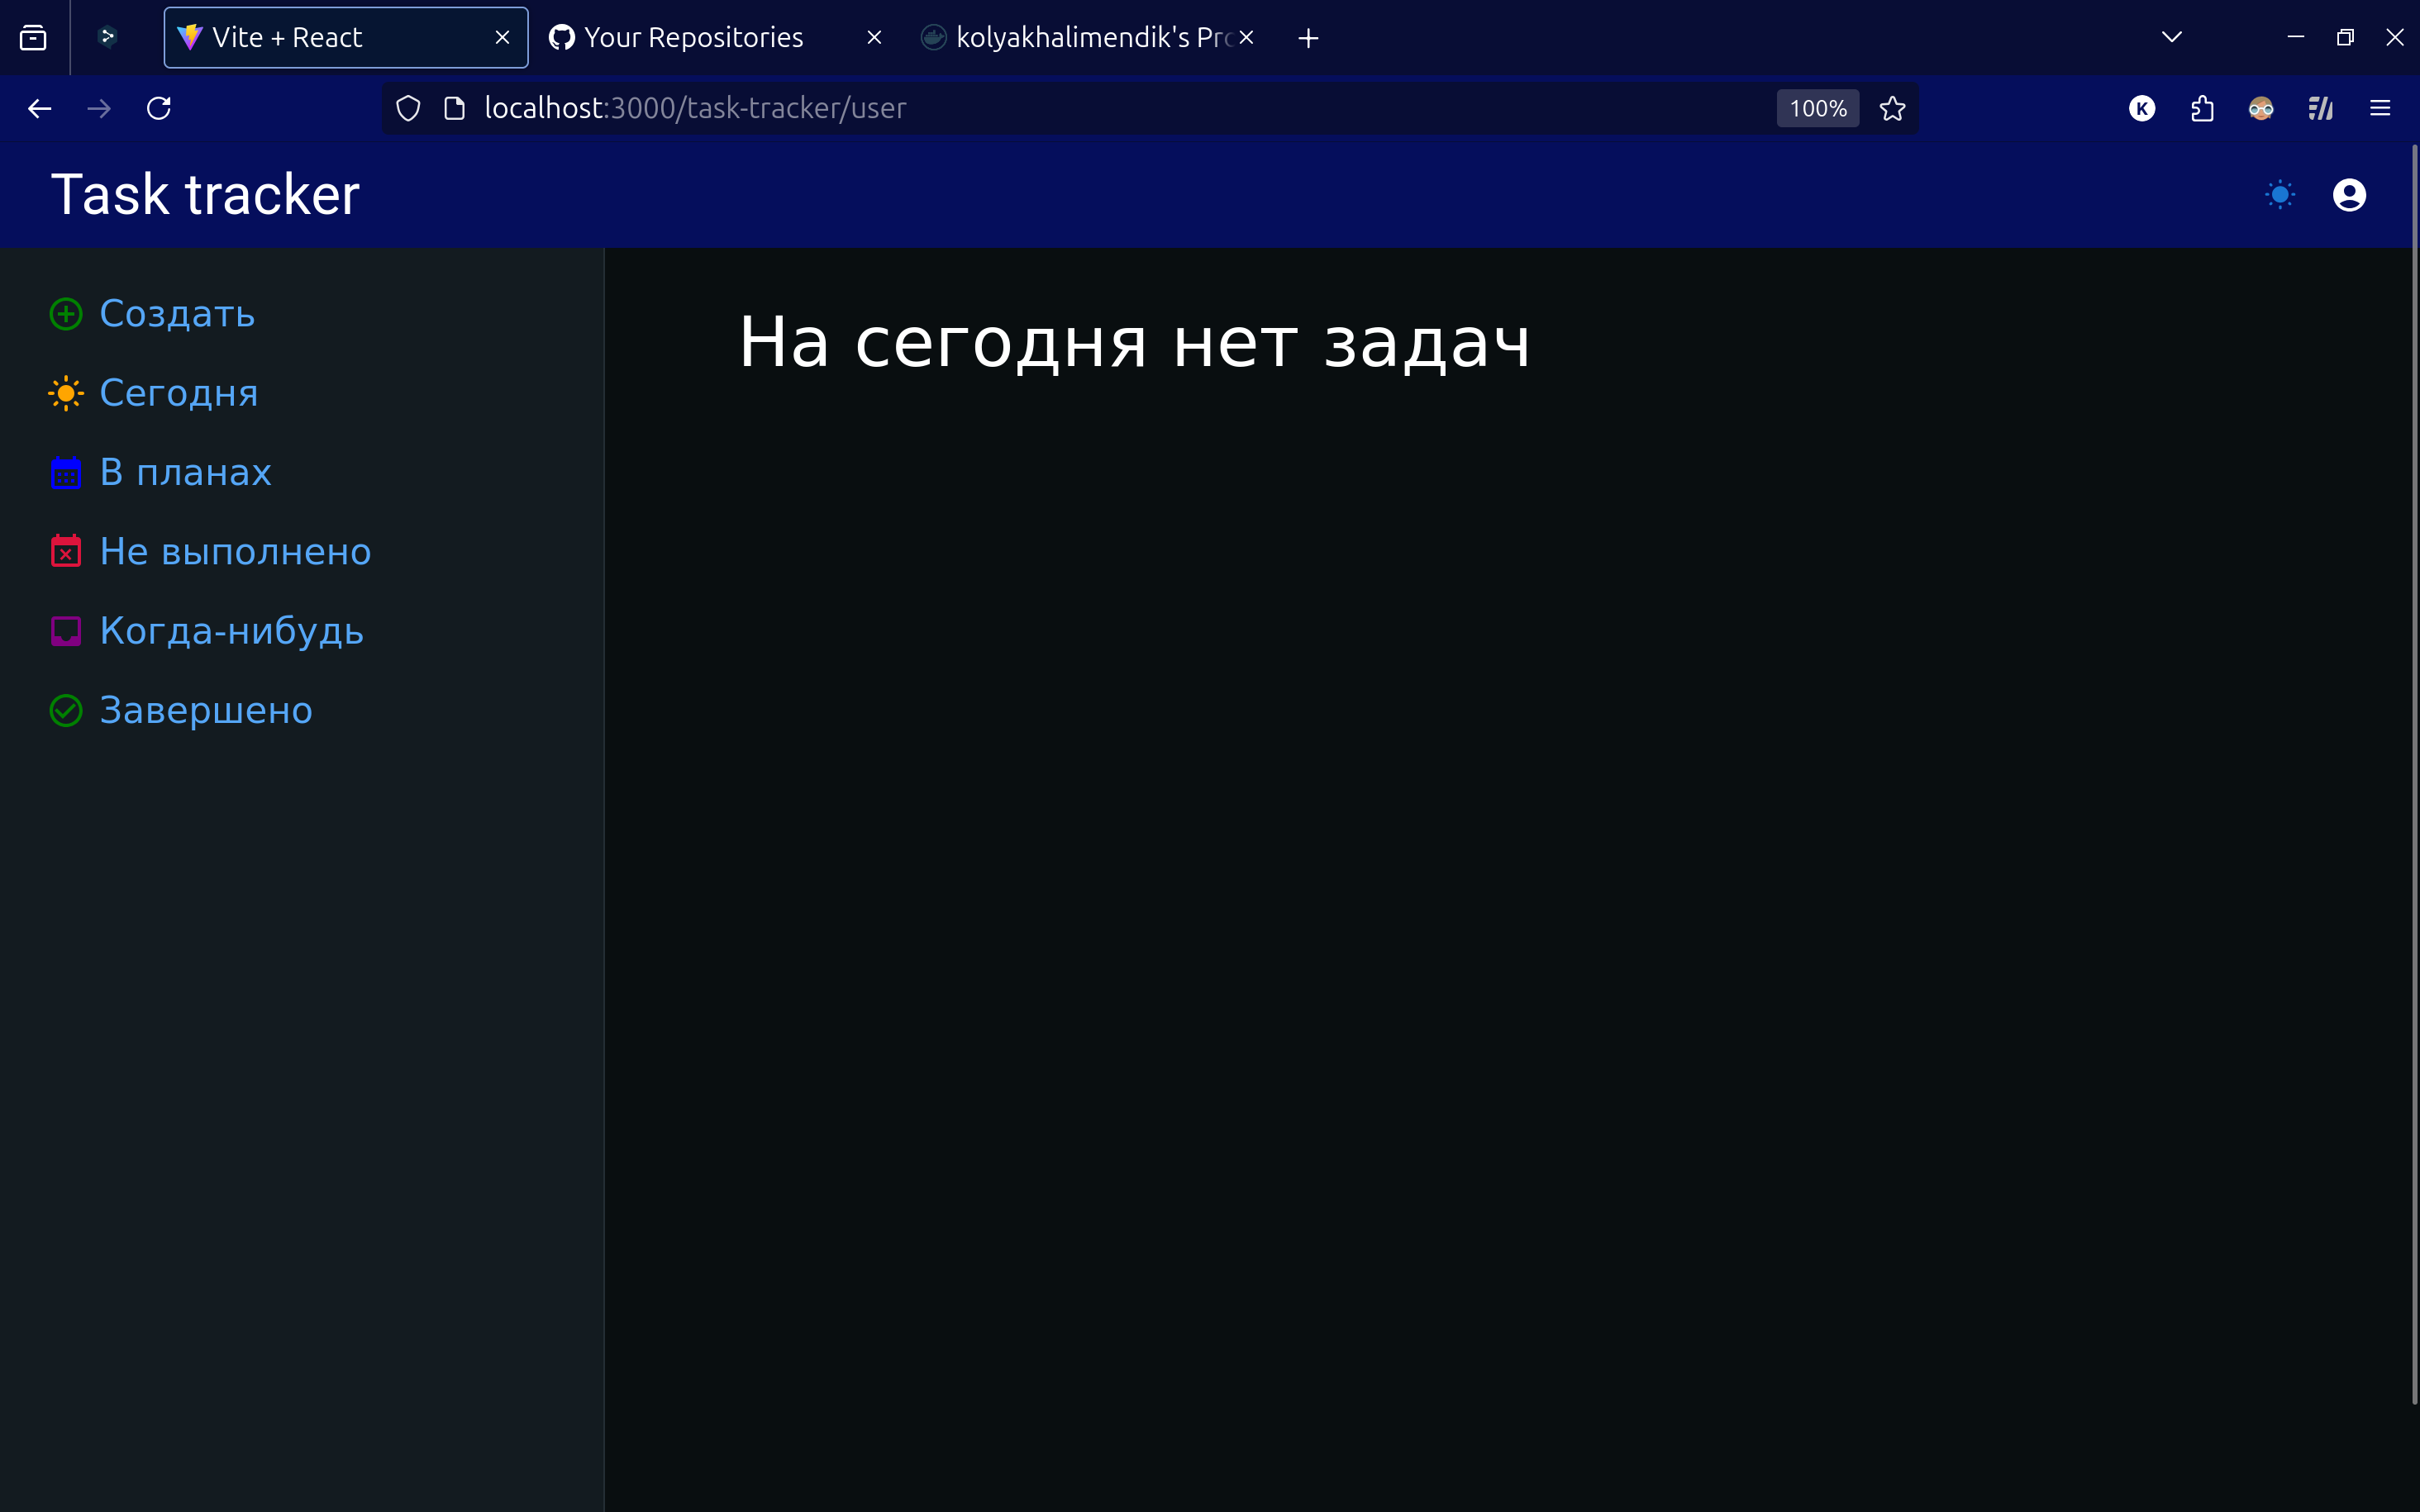 Vite + React
Your Repositories
kolyakhalimendik's Pro
localhost:3000/task-tracker/user
100%
K
Task tracker
Создать
Сегодня
В планах
Не выполнено
Когда-нибудь
Завершено
На сегодня нет задач